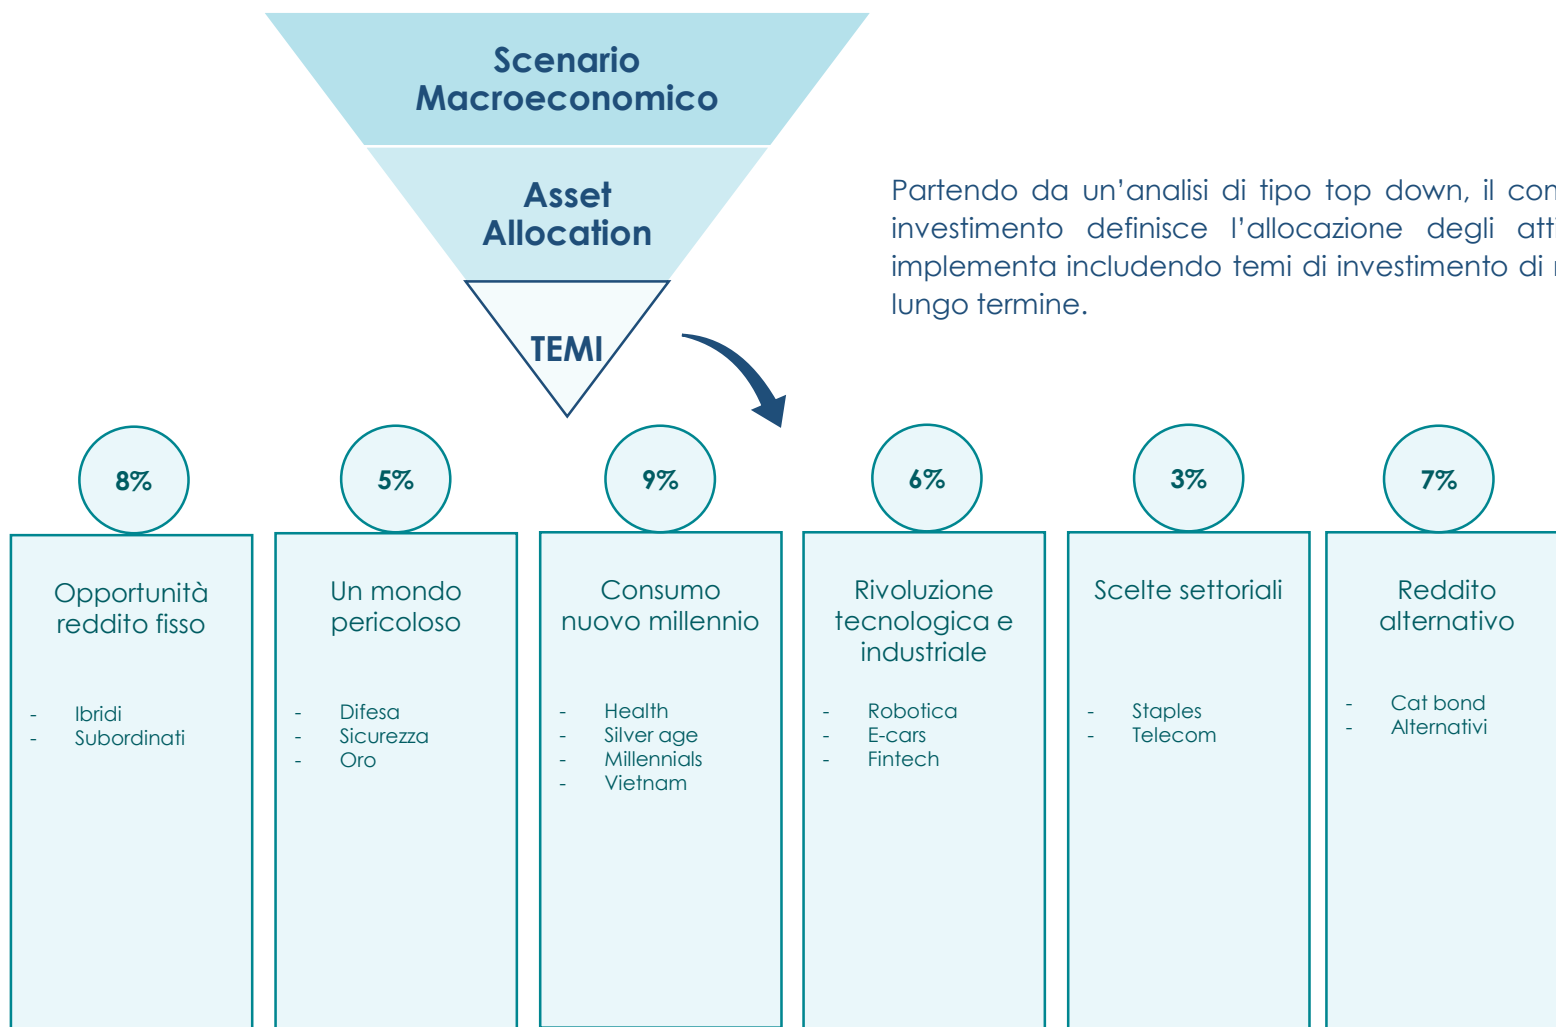 Scenario
Macroeconomico
Asset
Allocation
TEMI
Partendo da un’analisi di tipo top down, il
investimento definisce l’allocazione degli
implementa includendo temi di investimento di
lungo termine.
8%
Opportunità
reddito fisso
- Ibridi
- Subordinati
5%
Un mondo
pericoloso
- Difesa
- Sicurezza
- Oro
9%
Consumo
nuovo millennio
- Health
- Silver age
- Millennials
- Vietnam
6%
Rivoluzione
tecnologica e
industriale
- Robotica
- E-cars
- Fintech
3%
Scelte settoriali
- Staples
- Telecom
7%
Reddito
alternativo
- Cat bond
- Alternativi